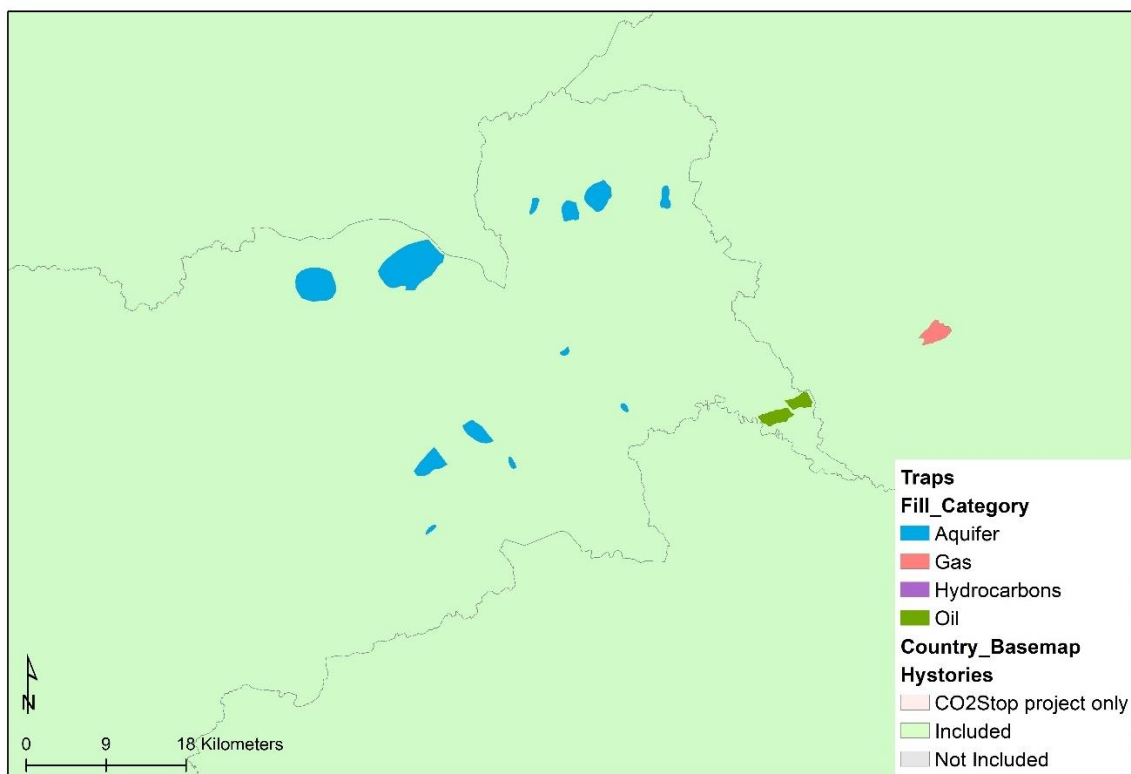 Traps
Fill_Category
Aquifer
Gas
Hydrocarbons
Oil
Country_Basemap
Hystories
CO2Stop project only
Included
Not Included
N
0 9 18 Kilometers